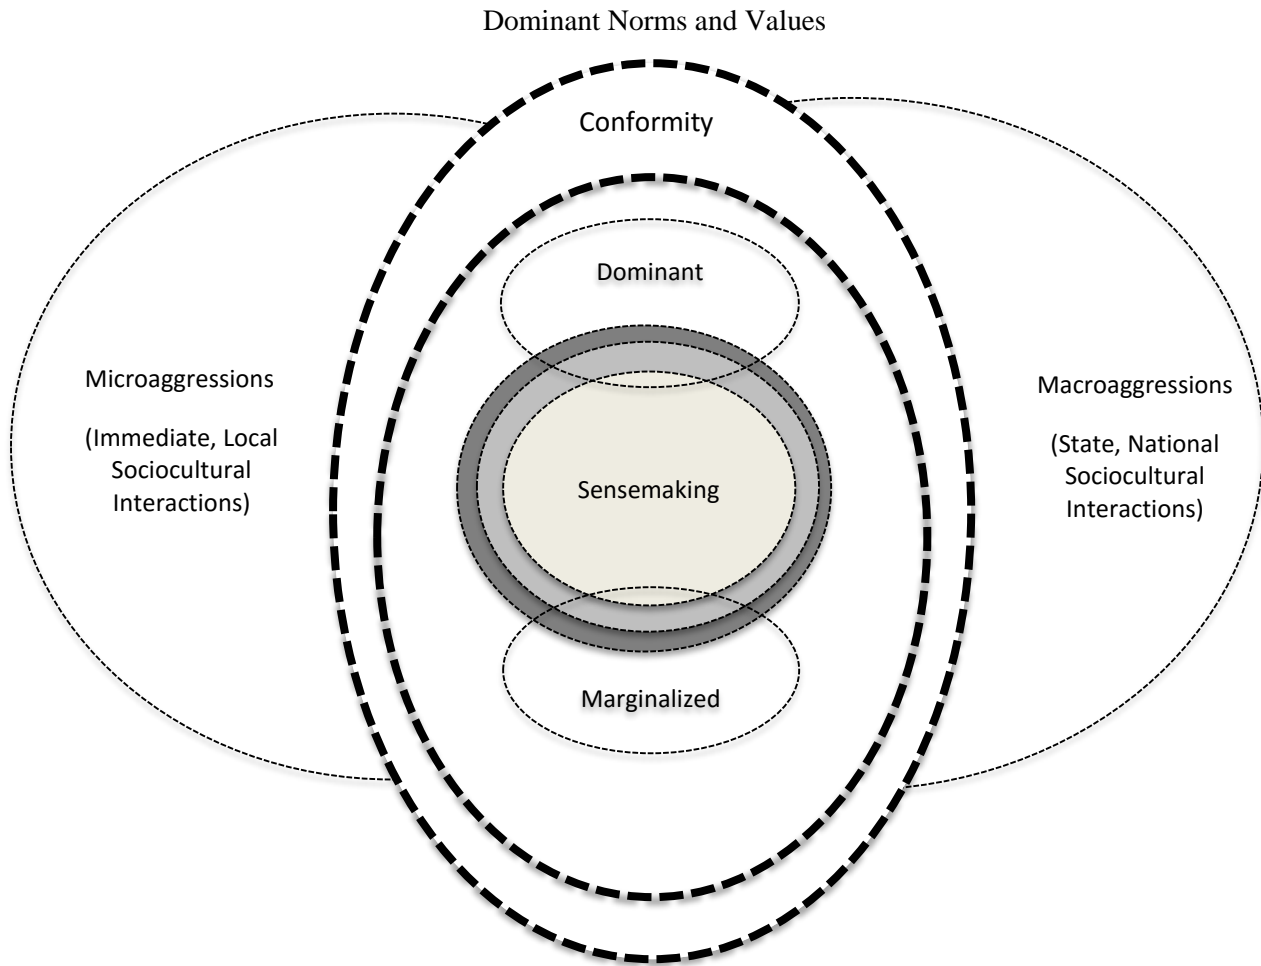 Dominant Norms and Values
Conformity
Dominant
Microaggressions
(Immediate, Local
Sociocultural
Interactions)
Sensemaking
Macroaggressions
(State, National
Sociocultural
Interactions)
Marginalized